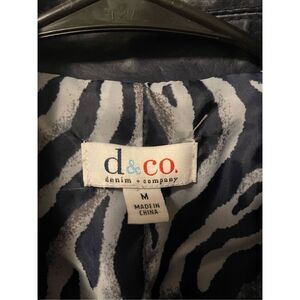 d&co.
denim + company
M
MADE IN
CHINA